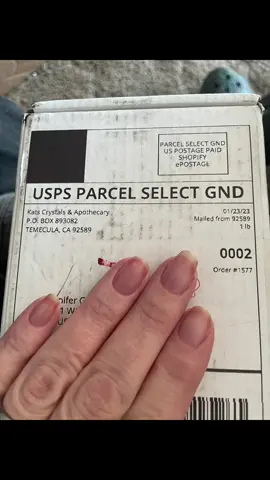 PARCEL SELECT GND
US POSTAGE PAID
SHOPIFY
ePOSTAGE
USPS PARCEL SELECT GND
Kats Crystals & Apothecary
P.O. BOX 893082
TEMECULA, CA 92589
01/23/23
Mailed from 92589
1 lb
0002
Order #1577